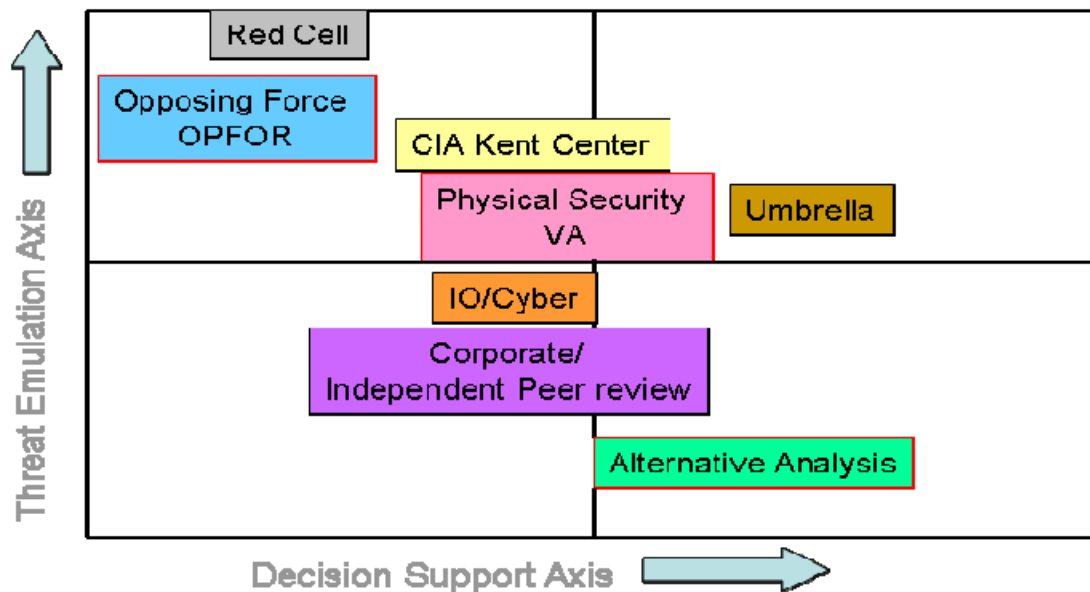 Red Cell
Opposing Force
OPFOR
CIA Kent Center
Physical Security
VA
Umbrella
IO/Cyber
Corporate/
Independent Peer review
Alternative Analysis
Threat Emulation Axis
Decision Support Axis